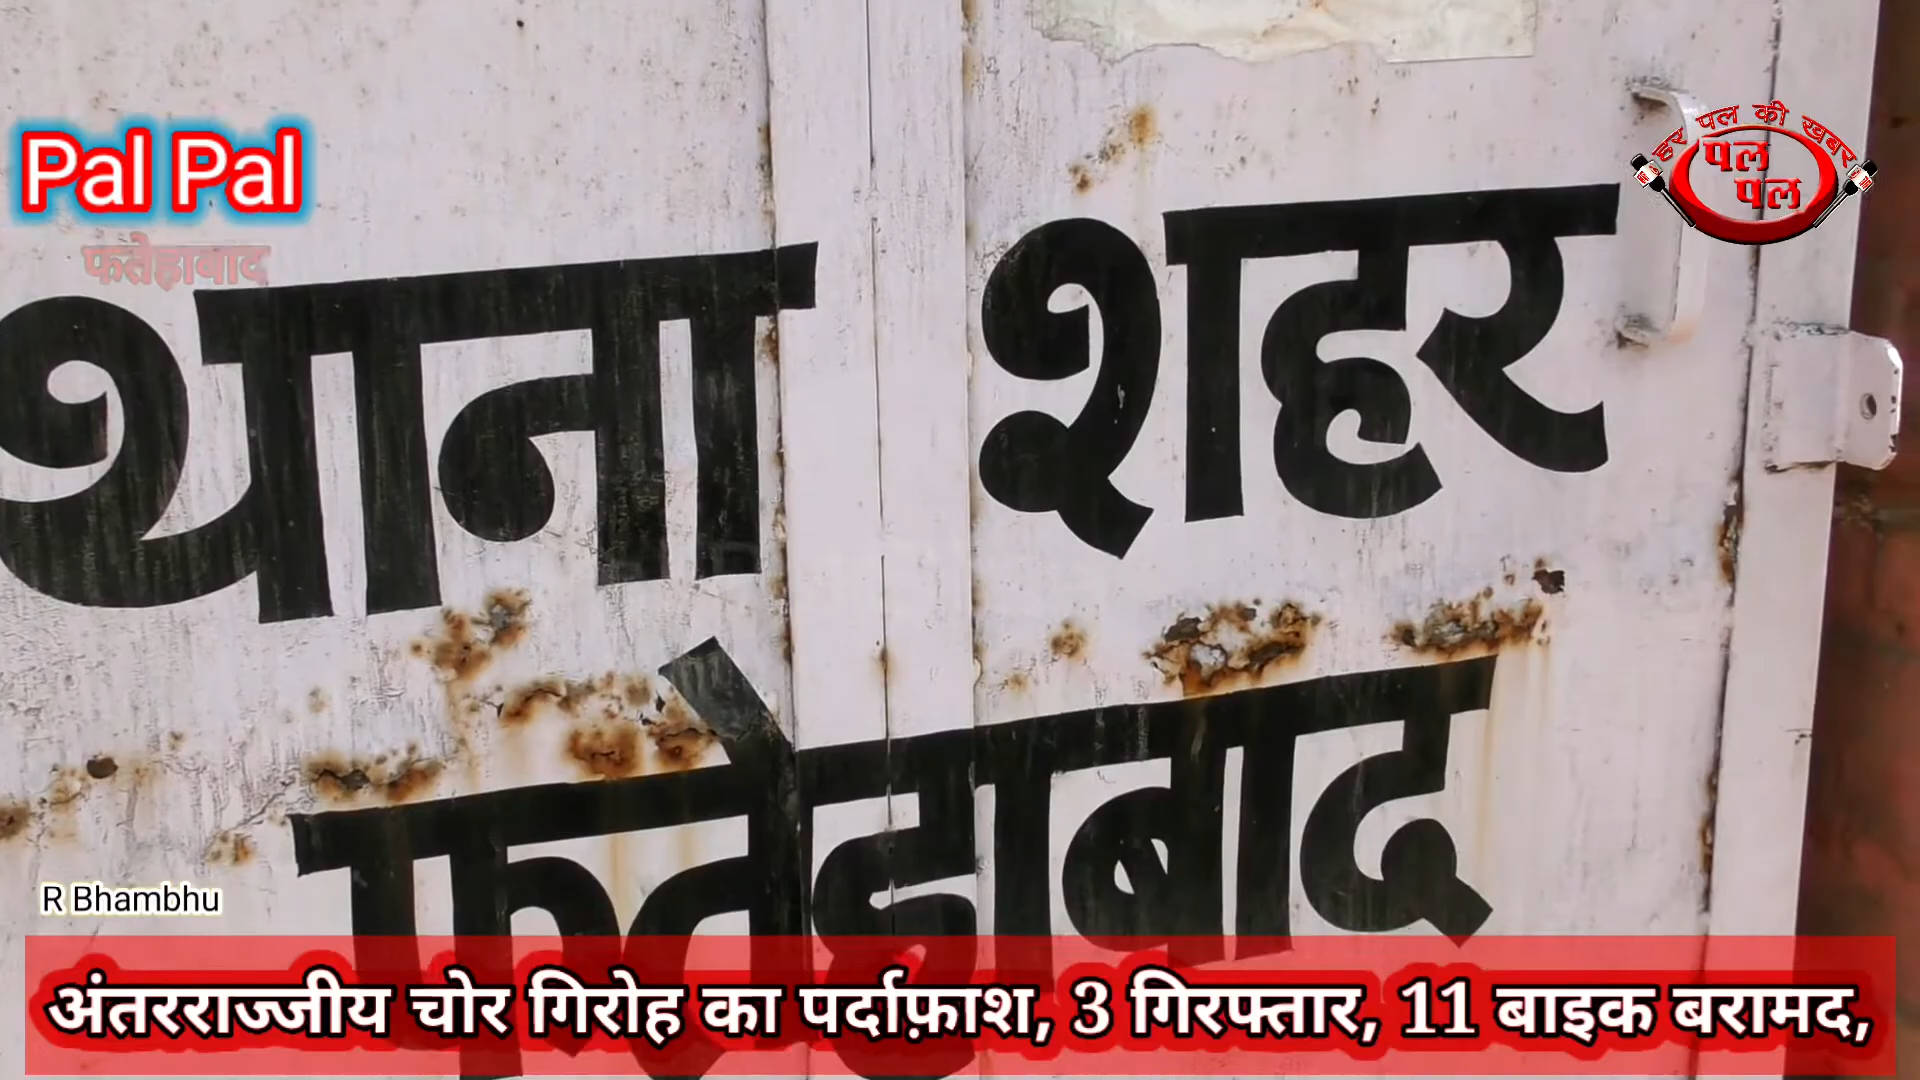 Pal Pal
हर पल की खबर
पल
पल
फतेहाबाद
थाना शहर
फतेहाबाद
R Bhambhu
अंतरराज्जीय चोर गिरोह का पर्दाफ़ाश, 3 गिरफ्तार, 11 बाइक बरामद,